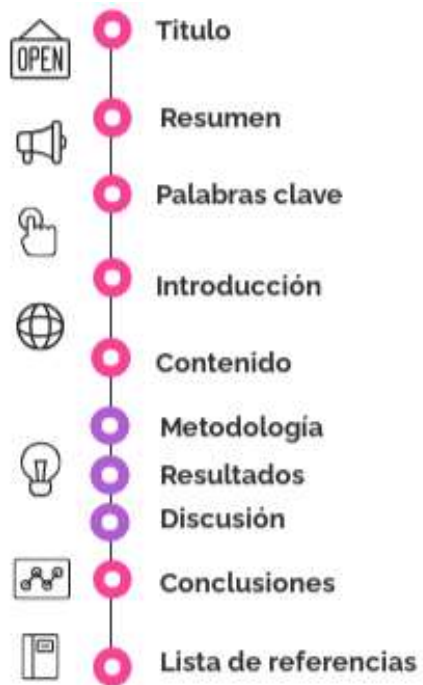 OPEN
Titulo
Resumen
Palabras clave
Introducción
Contenido
Metodología
Resultados
Discusión
Conclusiones
Lista de referencias